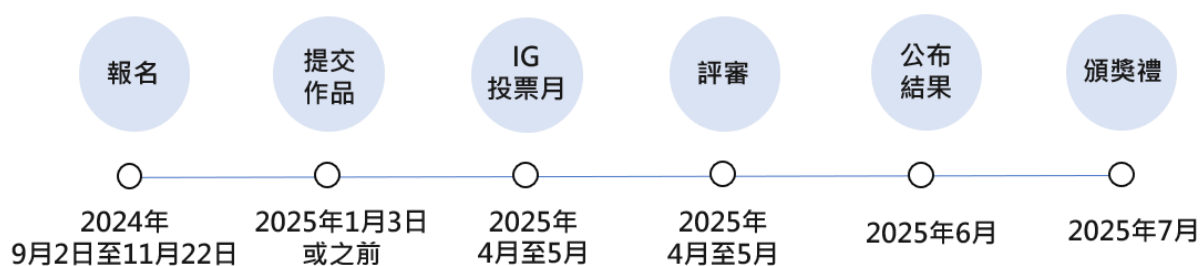 報名
提交
作品
IG
投票月
評審
公布
結果
頒獎禮
2024年
9月2日至11月22日
2025年1月3日
或之前
2025年
4月至5月
2025年
4月至5月
2025年6月
2025年7月